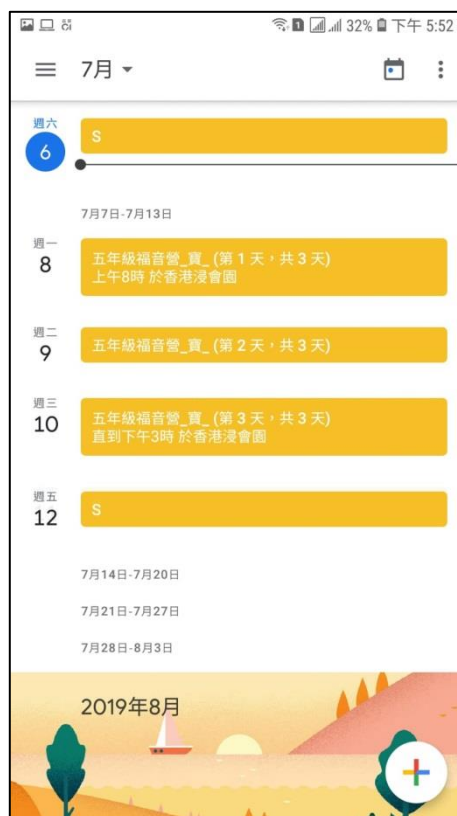 32% 下午 5:52
7月
週六
6
S
7月7日-7月13日
週一
8
五年級福音營_寶_ (第 1 天，共 3 天)
上午8時 於香港浸會園
週二
9
五年級福音營_寶_ (第 2 天，共 3 天)
週三
10
五年級福音營_寶_ (第 3 天，共 3 天)
直到下午3時 於香港浸會園
週五
12
S
7月14日-7月20日
7月21日-7月27日
7月28日-8月3日
2019年8月